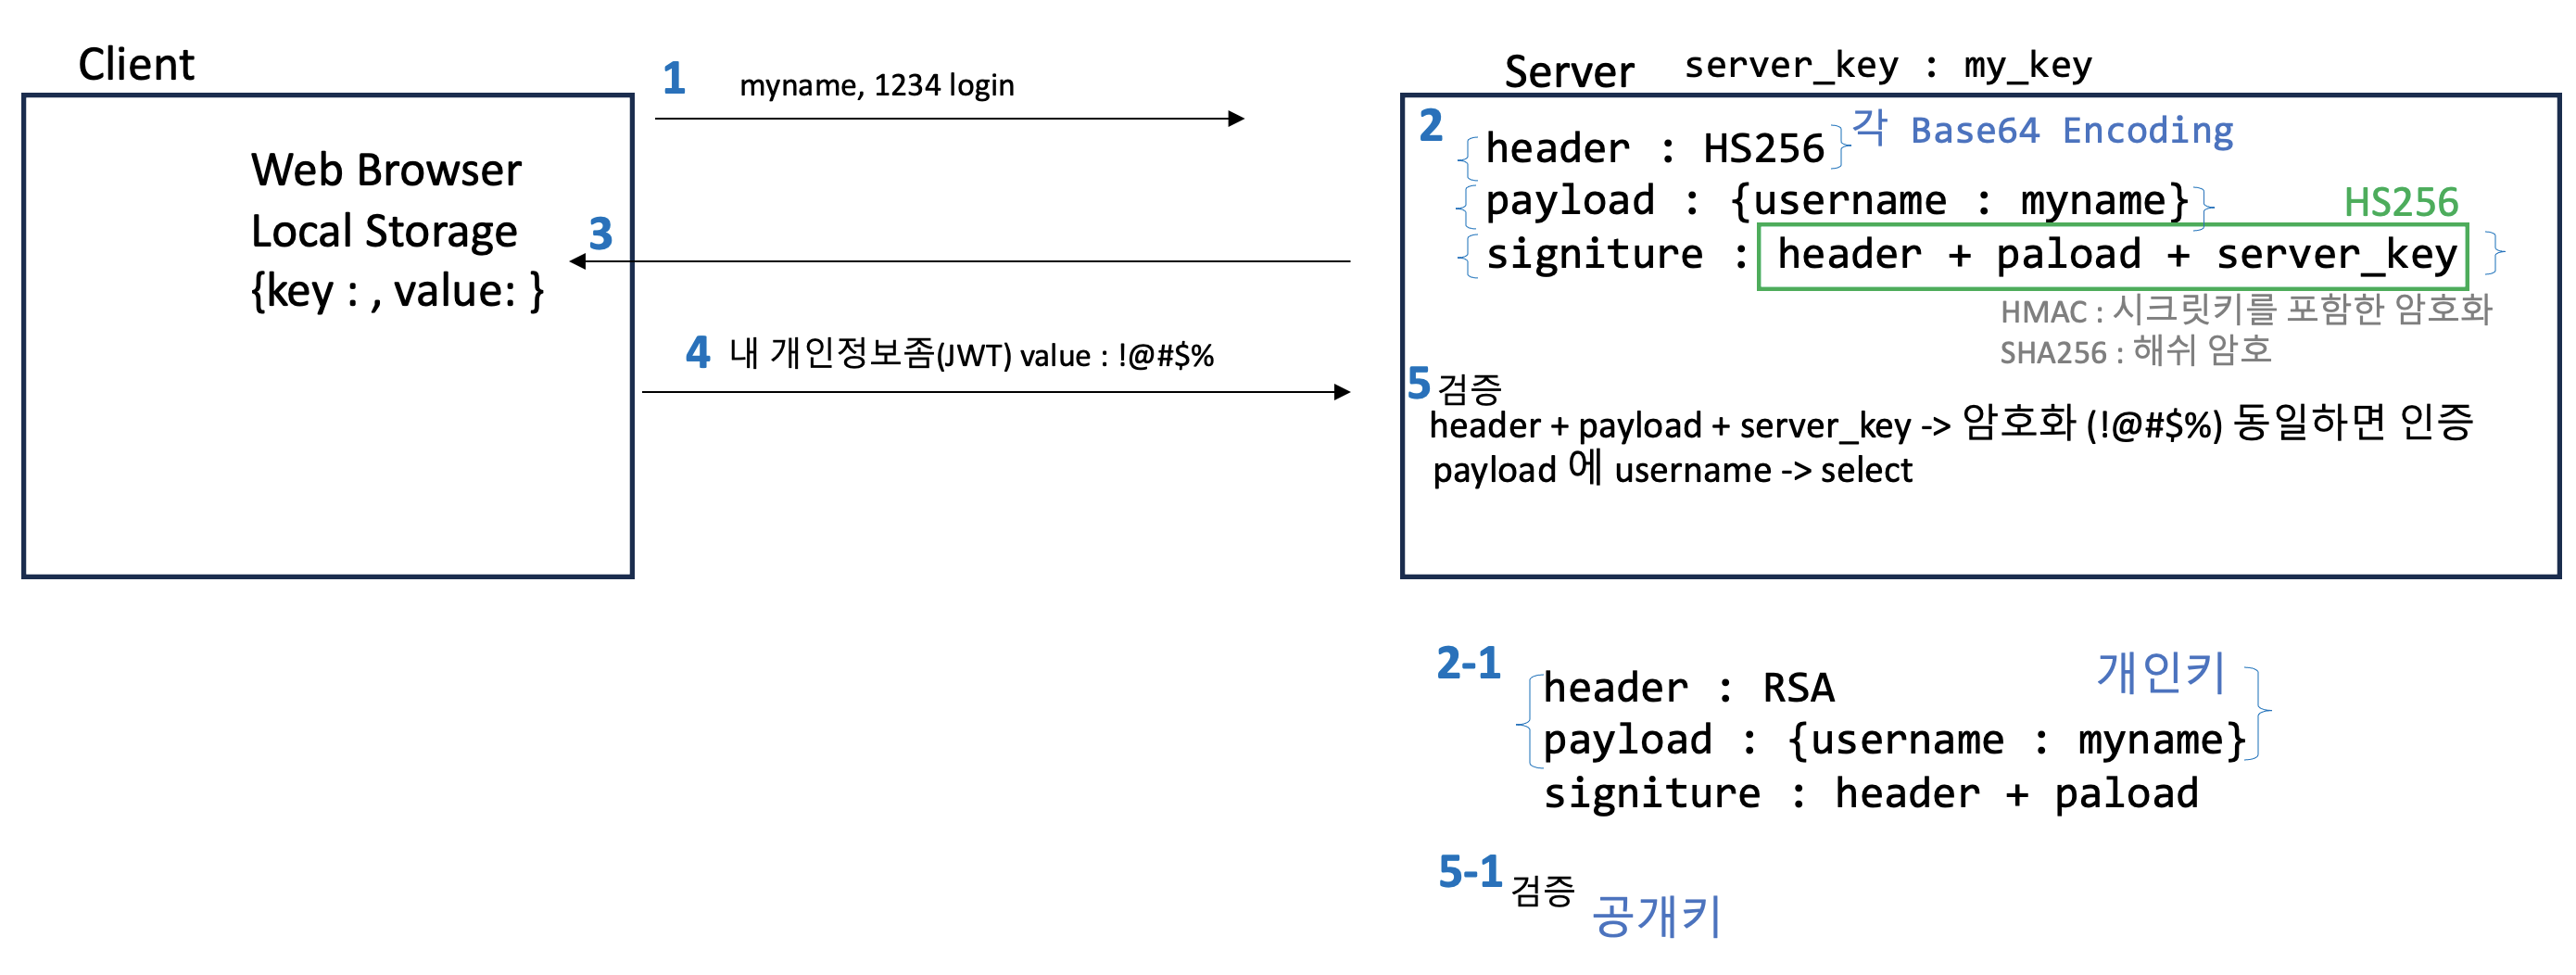 Client
Web Browser
Local Storage
{key : , value: }
1 myname, 1234 login
3
4 내 개인정보좀(JWT) value : !@#$%
Server server_key : my_key
2
header : HS256 각 Base64 Encoding
payload : {username : myname} HS256
signiture : header + paload + server_key
HMAC : 시크릿키를 포함한 암호화
SHA256 : 해쉬 암호
5 검증
header + payload + server_key -> 암호화 (!@#$%) 동일하면 인증
payload 에 username -> select
2-1
header : RSA 개인키
payload : {username : myname}
signiture : header + paload
5-1 검증
공개키